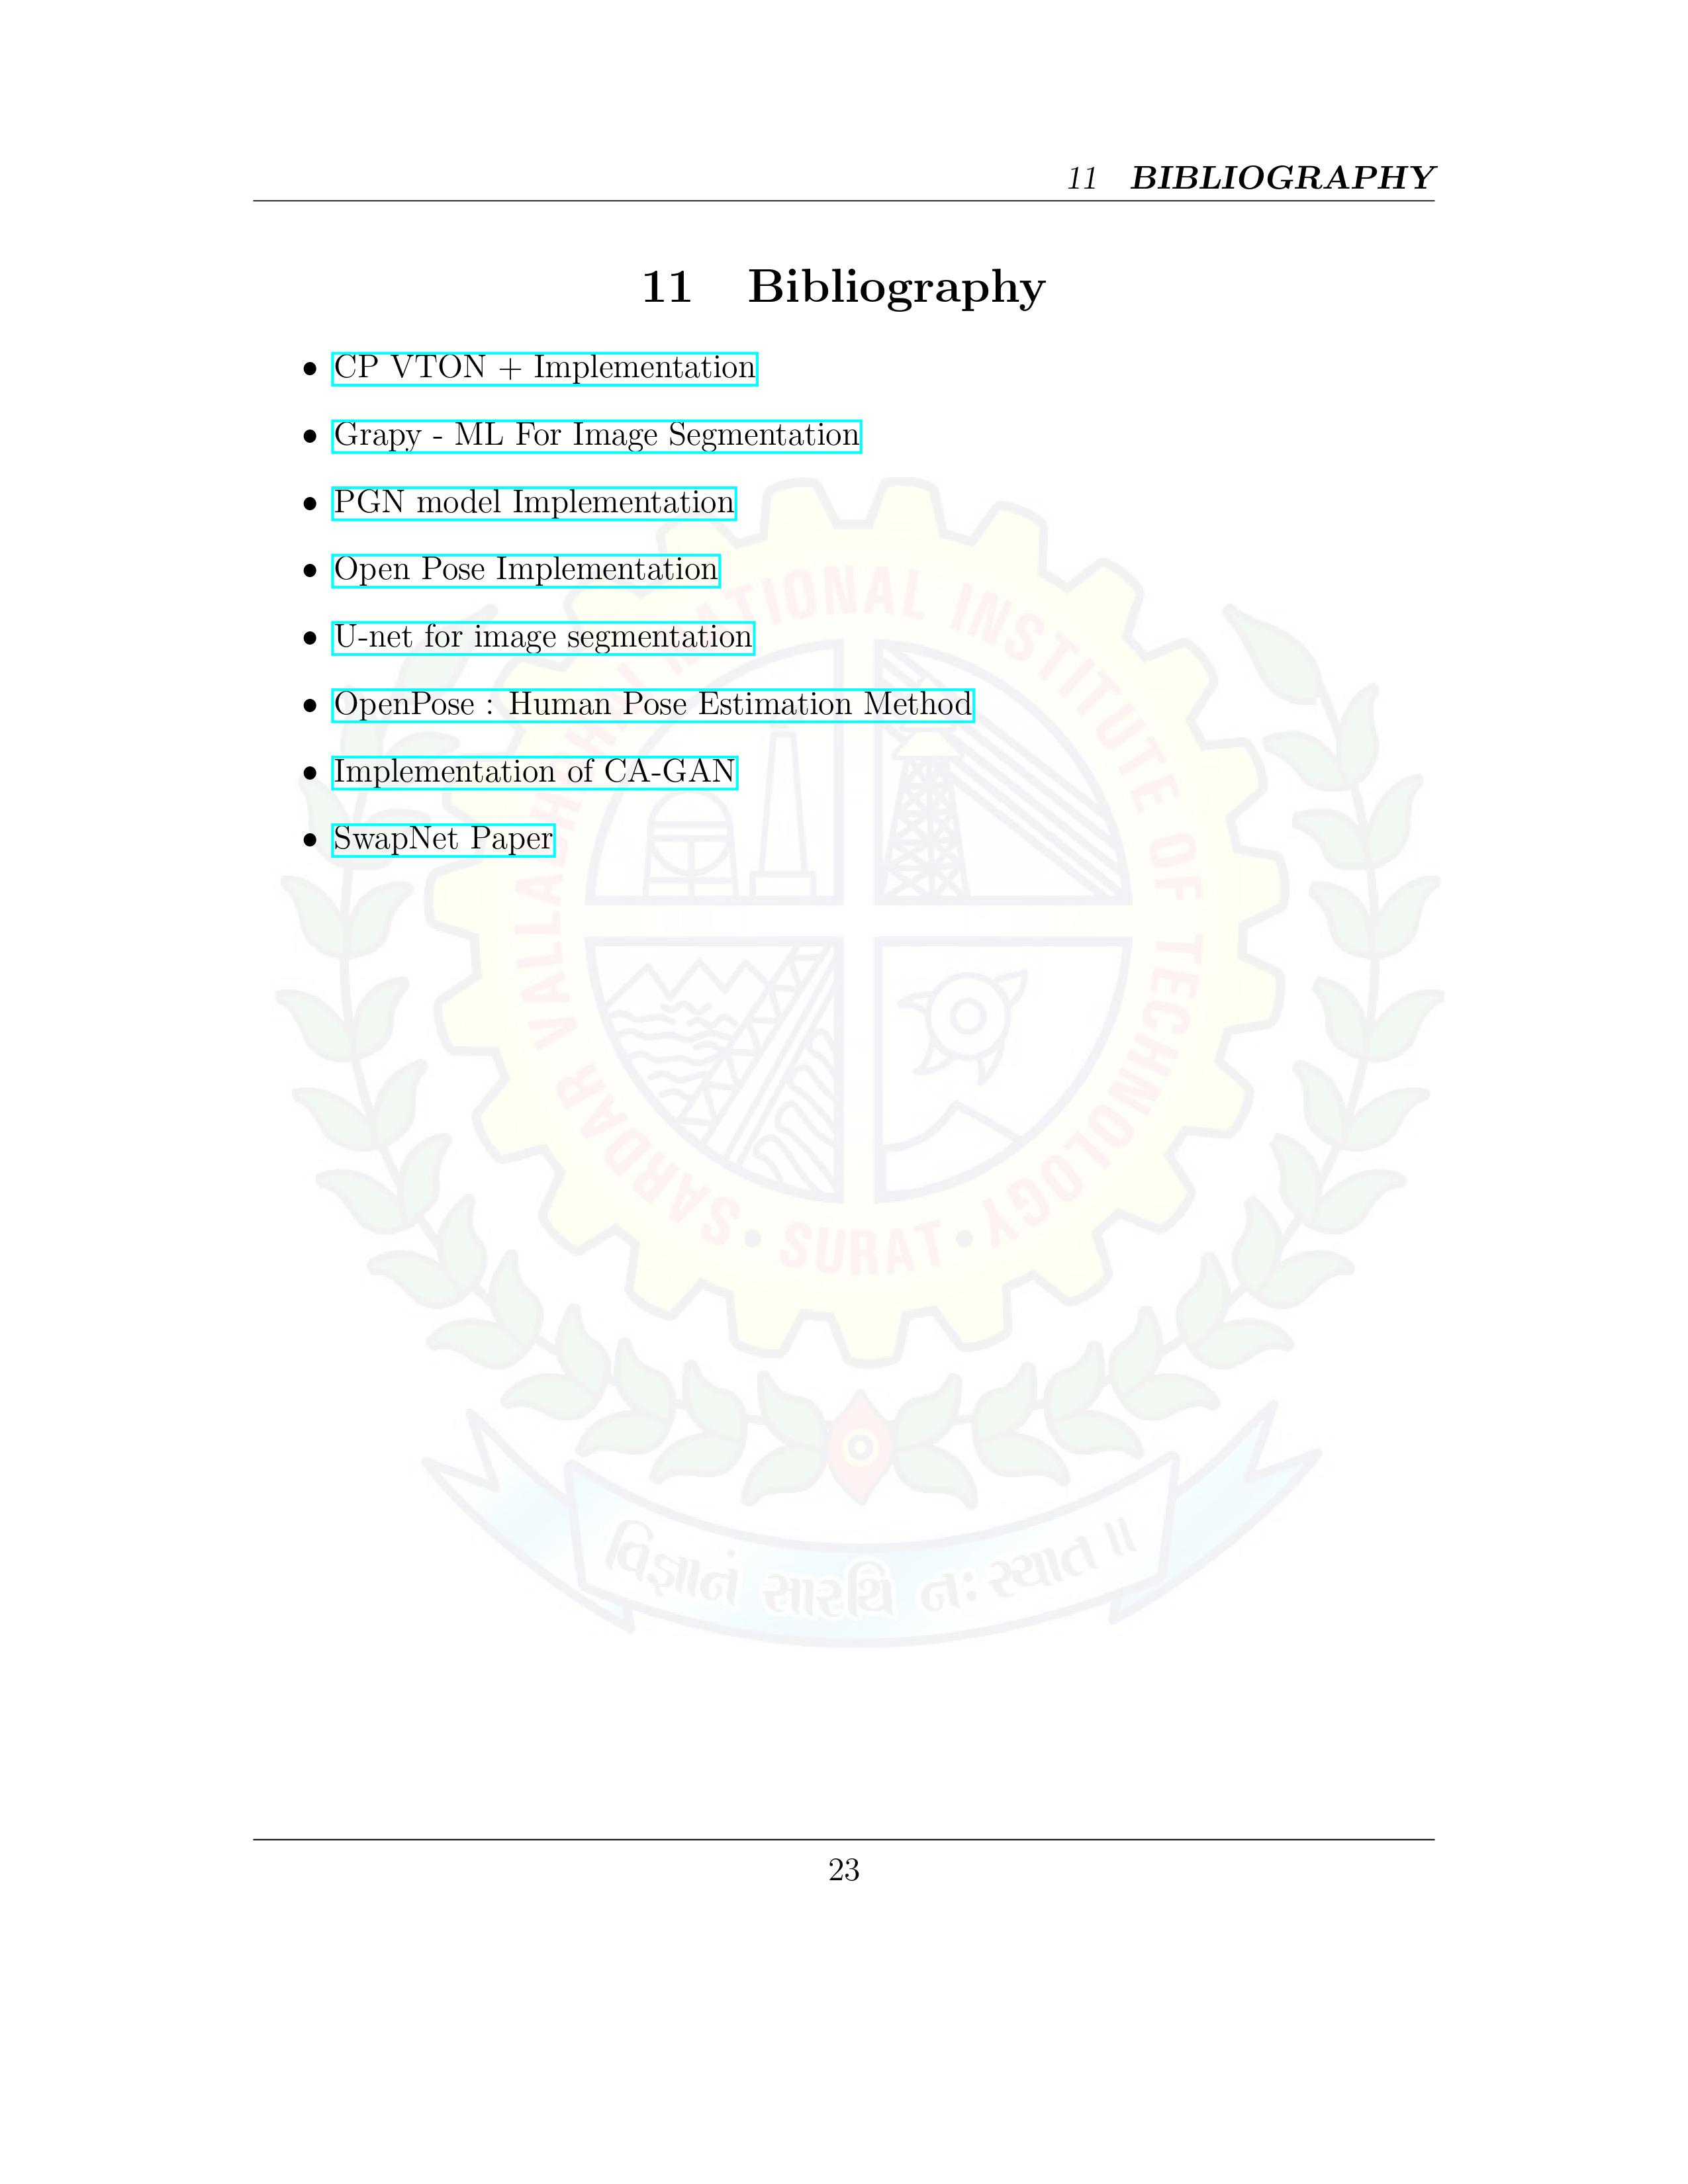 11 BIBLIOGRAPHY
11 Bibliography
• CP VTON + Implementation
• Grapy - ML For Image Segmentation
• PGN model Implementation
• Open Pose Implementation
• U-net for image segmentation
• OpenPose : Human Pose Estimation Method
• Implementation of CA-GAN
• SwapNet Paper
SARDAR VALLABHBHAI NATIONAL INSTITUTE OF TECHNOLOGY
• SURAT •
વિજ્ઞાનં સારથિ નઃ સ્યાત ॥
23